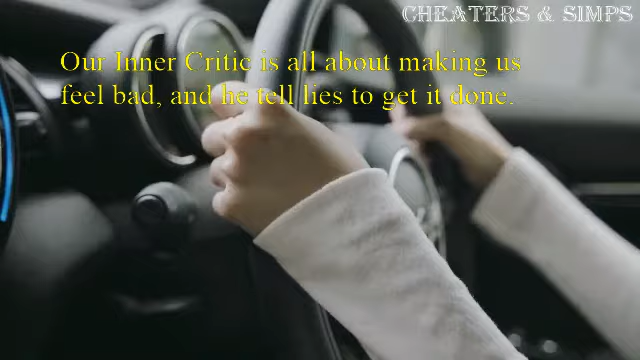 CHEATERS & SIMPS
Our Inner Critic is all about making us
feel bad, and he tell lies to get it done.